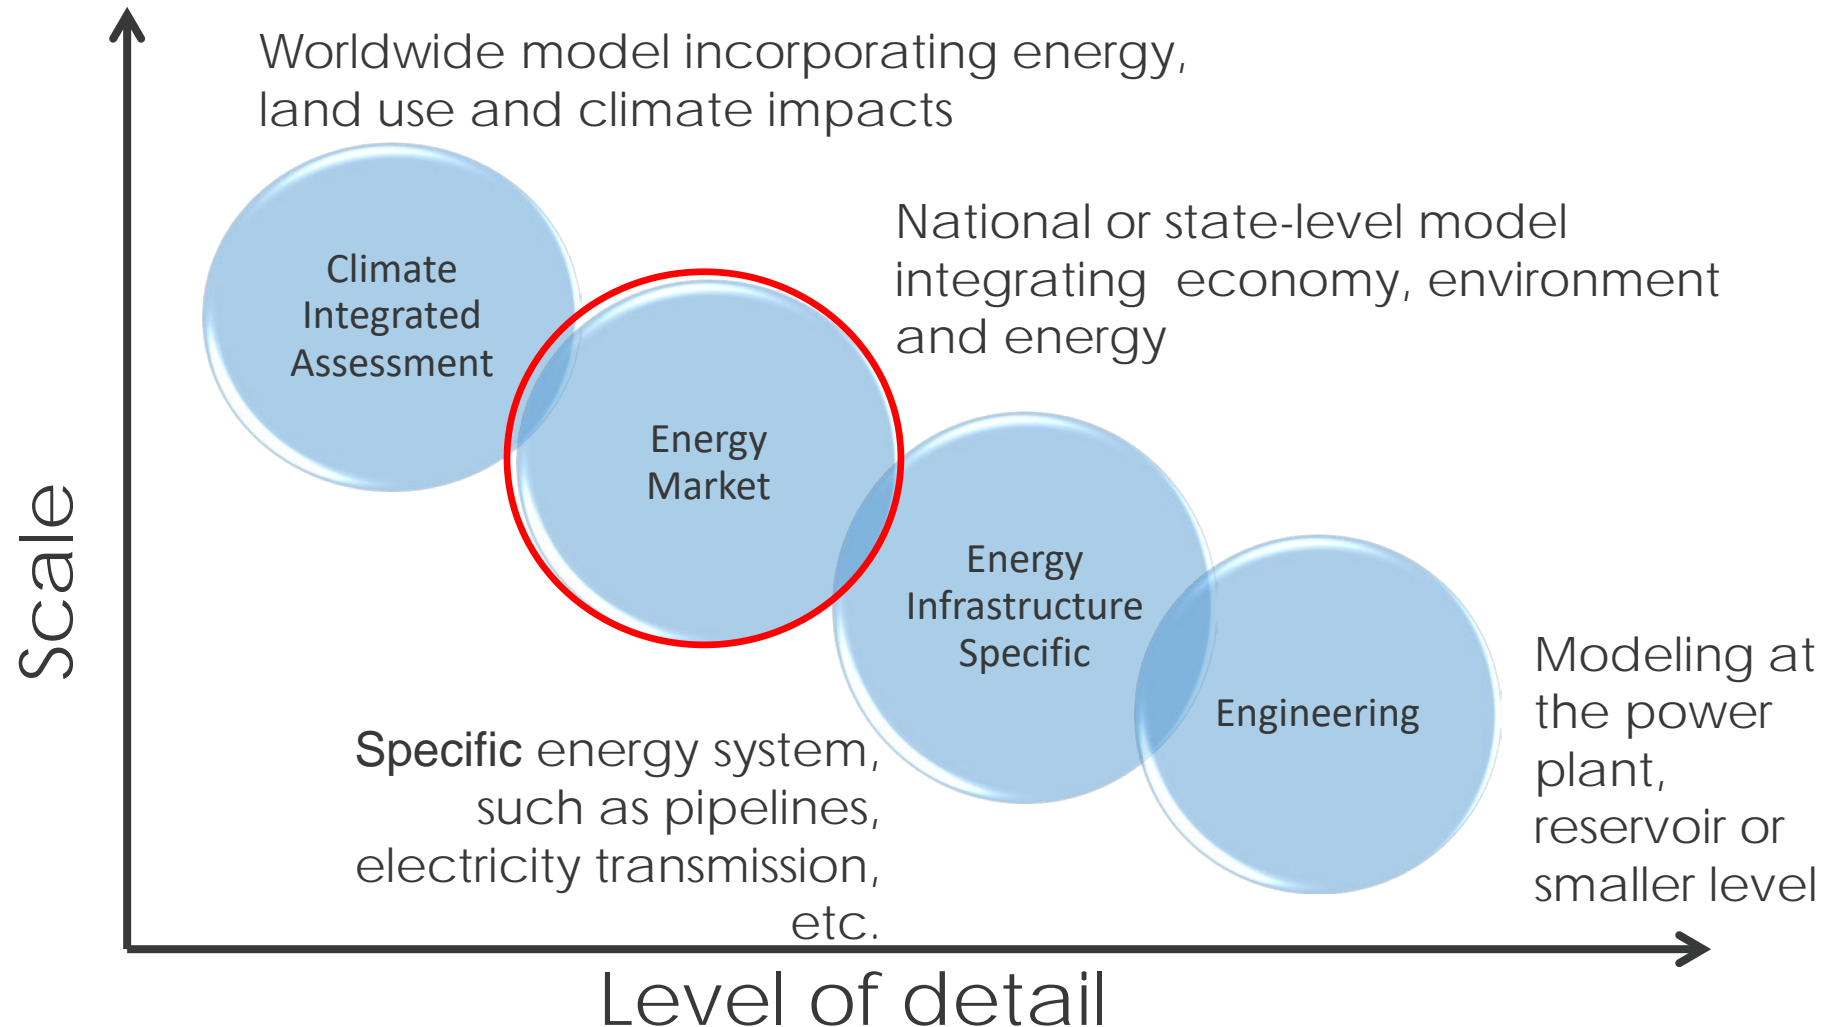 Worldwide model incorporating energy,
land use and climate impacts
National or state-level model
integrating  economy, environment
and energy
Climate
Integrated
Assessment
Energy
Market
Energy
Infrastructure
Specific
Engineering
Specific energy system,
such as pipelines,
electricity transmission,
etc.
Modeling at
the power
plant,
reservoir or
smaller level
Scale
Level of detail